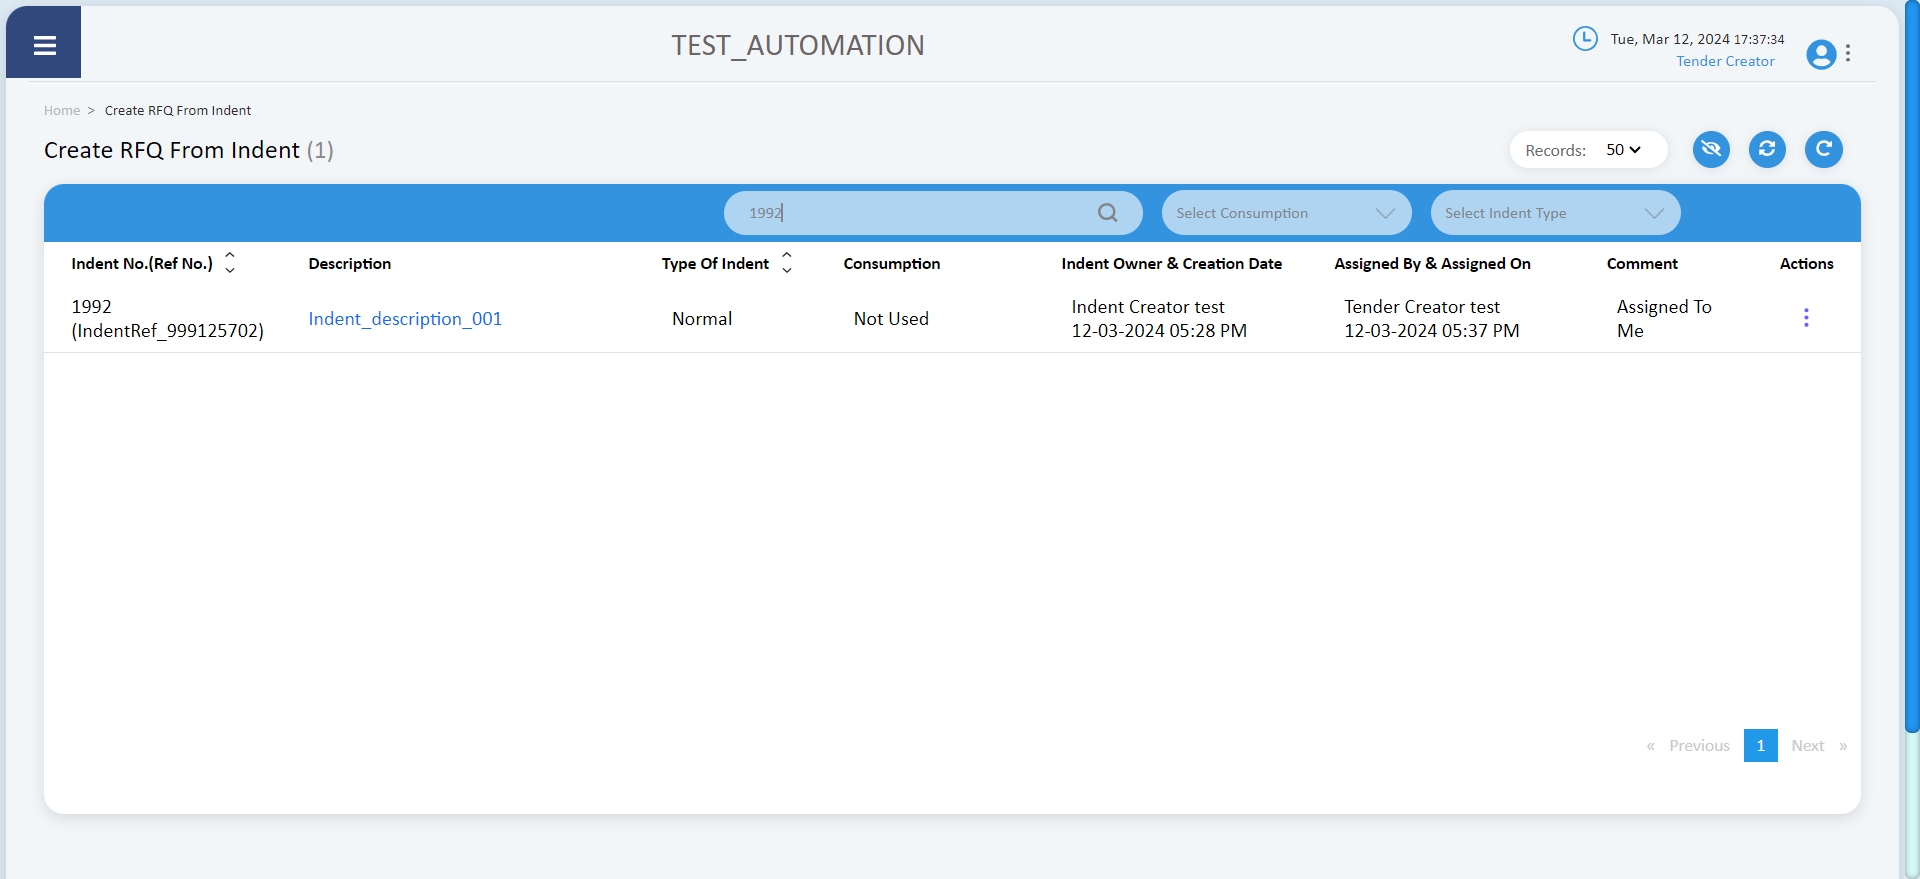 TEST_AUTOMATION
Tue, Mar 12, 2024 17:37:34
Tender Creator
Home > Create RFQ From Indent
Create RFQ From Indent (1)
Records: 50
1992
Select Consumption
Select Indent Type
Indent No.(Ref No.) Description Type Of Indent Consumption Indent Owner & Creation Date Assigned By & Assigned On Comment Actions
1992
(IndentRef_999125702)
Indent_description_001
Normal
Not Used
Indent Creator test
12-03-2024 05:28 PM
Tender Creator test
12-03-2024 05:37 PM
Assigned To
Me
« Previous 1 Next »